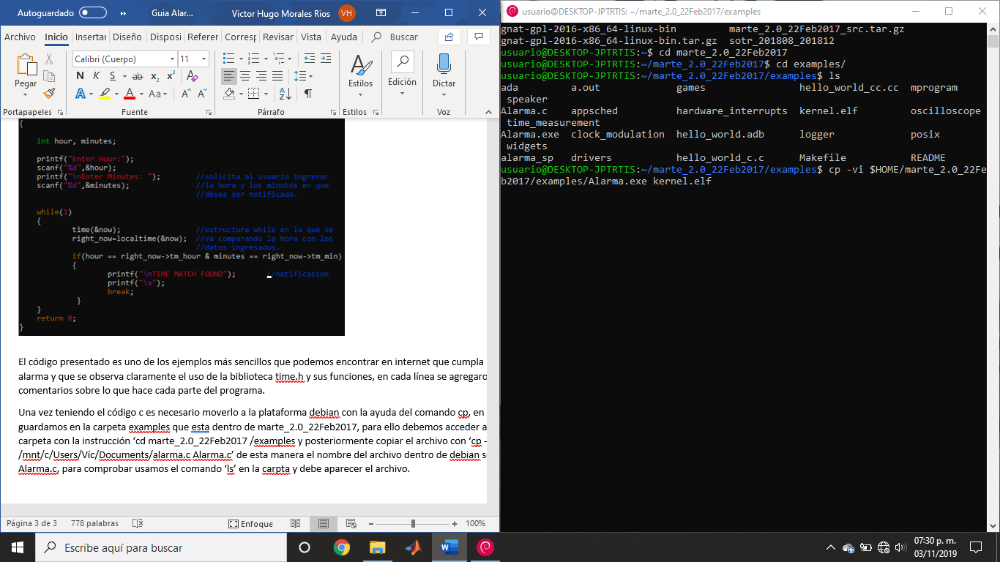 Autoguardado
Guia Alar...
Victor Hugo Morales Rios
VH
Archivo Inicio Insertar Diseño Disposi Referer Corresp Revisar Vista Ayuda Buscar
Pegar
Calibri (Cuerpo) 11
N K S ab x₂ x²
A A Aa A A
Estilos
Edición
Dictar
Portapapeles Fuente Párrafo Estilos Voz
{
int hour, minutes;
printf("Enter Hour:");
scanf("%d",&hour);
printf("\nEnter Minutes: "); //solicita al usuario ingresar
scanf("%d",&minutes); //la hora y los minutos en que
//desea ser notificado.
while(1)
{
time(&now); //estructura while en la que se
right_now=localtime(&now); //va comparando la hora con los
//datos ingresados.
if(hour == right_now->tm_hour & minutes == right_now->tm_min)
{
printf("\nTIME MATCH FOUND"); //notificacion
printf("\a");
break;
}
}
return 0;
}
El código presentado es uno de los ejemplos más sencillos que podemos encontrar en internet que cumpla
alarma y que se observa claramente el uso de la biblioteca time.h y sus funciones, en cada línea se agregaro
comentarios sobre lo que hace cada parte del programa.
Una vez teniendo el código c es necesario moverlo a la plataforma debian con la ayuda del comando cp, en
guardamos en la carpeta examples que esta dentro de marte_2.0_22Feb2017, para ello debemos acceder a
carpeta con la instrucción ‘cd marte_2.0_22Feb2017 /examples y posteriormente copiar el archivo con ‘cp -
/mnt/c/Users/Víc/Documents/alarma.c Alarma.c’ de esta manera el nombre del archivo dentro de debian s
Alarma.c, para comprobar usamos el comando ‘ls’ en la carpta y debe aparecer el archivo.
Página 3 de 3 778 palabras Enfoque 100%
usuario@DESKTOP-JPTRTIS: ~/marte_2.0_22Feb2017/examples
gnat-gpl-2016-x86_64-linux-bin marte_2.0_22Feb2017_src.tar.gz
gnat-gpl-2016-x86_64-linux-bin.tar.gz sotr_201808_201812
usuario@DESKTOP-JPTRTIS:~$ cd marte_2.0_22Feb2017
usuario@DESKTOP-JPTRTIS:~/marte_2.0_22Feb2017$ cd examples/
usuario@DESKTOP-JPTRTIS:~/marte_2.0_22Feb2017/examples$ ls
ada a.out games hello_world_cc.cc mprogram
speaker
Alarma.c appsched hardware_interrupts kernel.elf oscilloscope
time_measurement
Alarma.exe clock_modulation hello_world.adb logger posix
widgets
alarma_sp drivers hello_world_c.c Makefile README
usuario@DESKTOP-JPTRTIS:~/marte_2.0_22Feb2017/examples$ cp -vi $HOME/marte_2.0_22Fe
b2017/examples/Alarma.exe kernel.elf
Escribe aquí para buscar
07:30 p. m.
03/11/2019